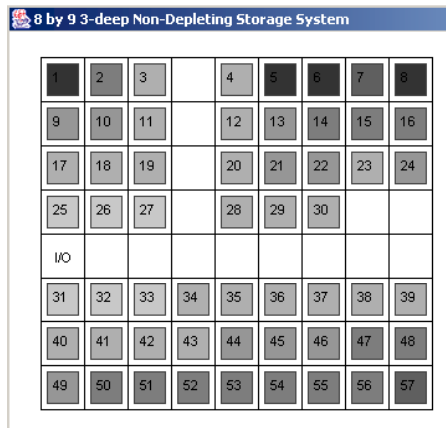 8 by 9 3-deep Non-Depleting Storage System
1 2 3 4 5 6 7 8
9 10 11 12 13 14 15 16
17 18 19 20 21 22 23 24
25 26 27 28 29 30
I/O
31 32 33 34 35 36 37 38 39
40 41 42 43 44 45 46 47 48
49 50 51 52 53 54 55 56 57